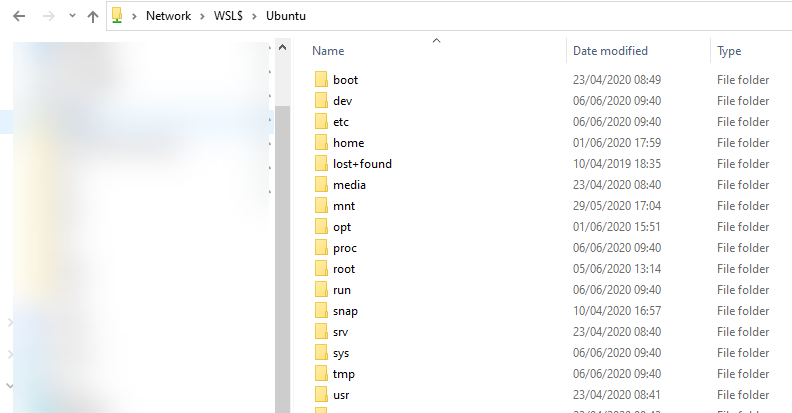 Network > WSL$ > Ubuntu
Name Date modified Type
boot 23/04/2020 08:49 File folder
dev 06/06/2020 09:40 File folder
etc 06/06/2020 09:40 File folder
home 01/06/2020 17:59 File folder
lost+found 10/04/2019 18:35 File folder
media 23/04/2020 08:40 File folder
mnt 29/05/2020 17:04 File folder
opt 01/06/2020 15:51 File folder
proc 06/06/2020 09:40 File folder
root 05/06/2020 13:14 File folder
run 06/06/2020 09:40 File folder
snap 10/04/2020 16:57 File folder
srv 23/04/2020 08:40 File folder
sys 06/06/2020 09:40 File folder
tmp 06/06/2020 09:40 File folder
usr 23/04/2020 08:41 File folder